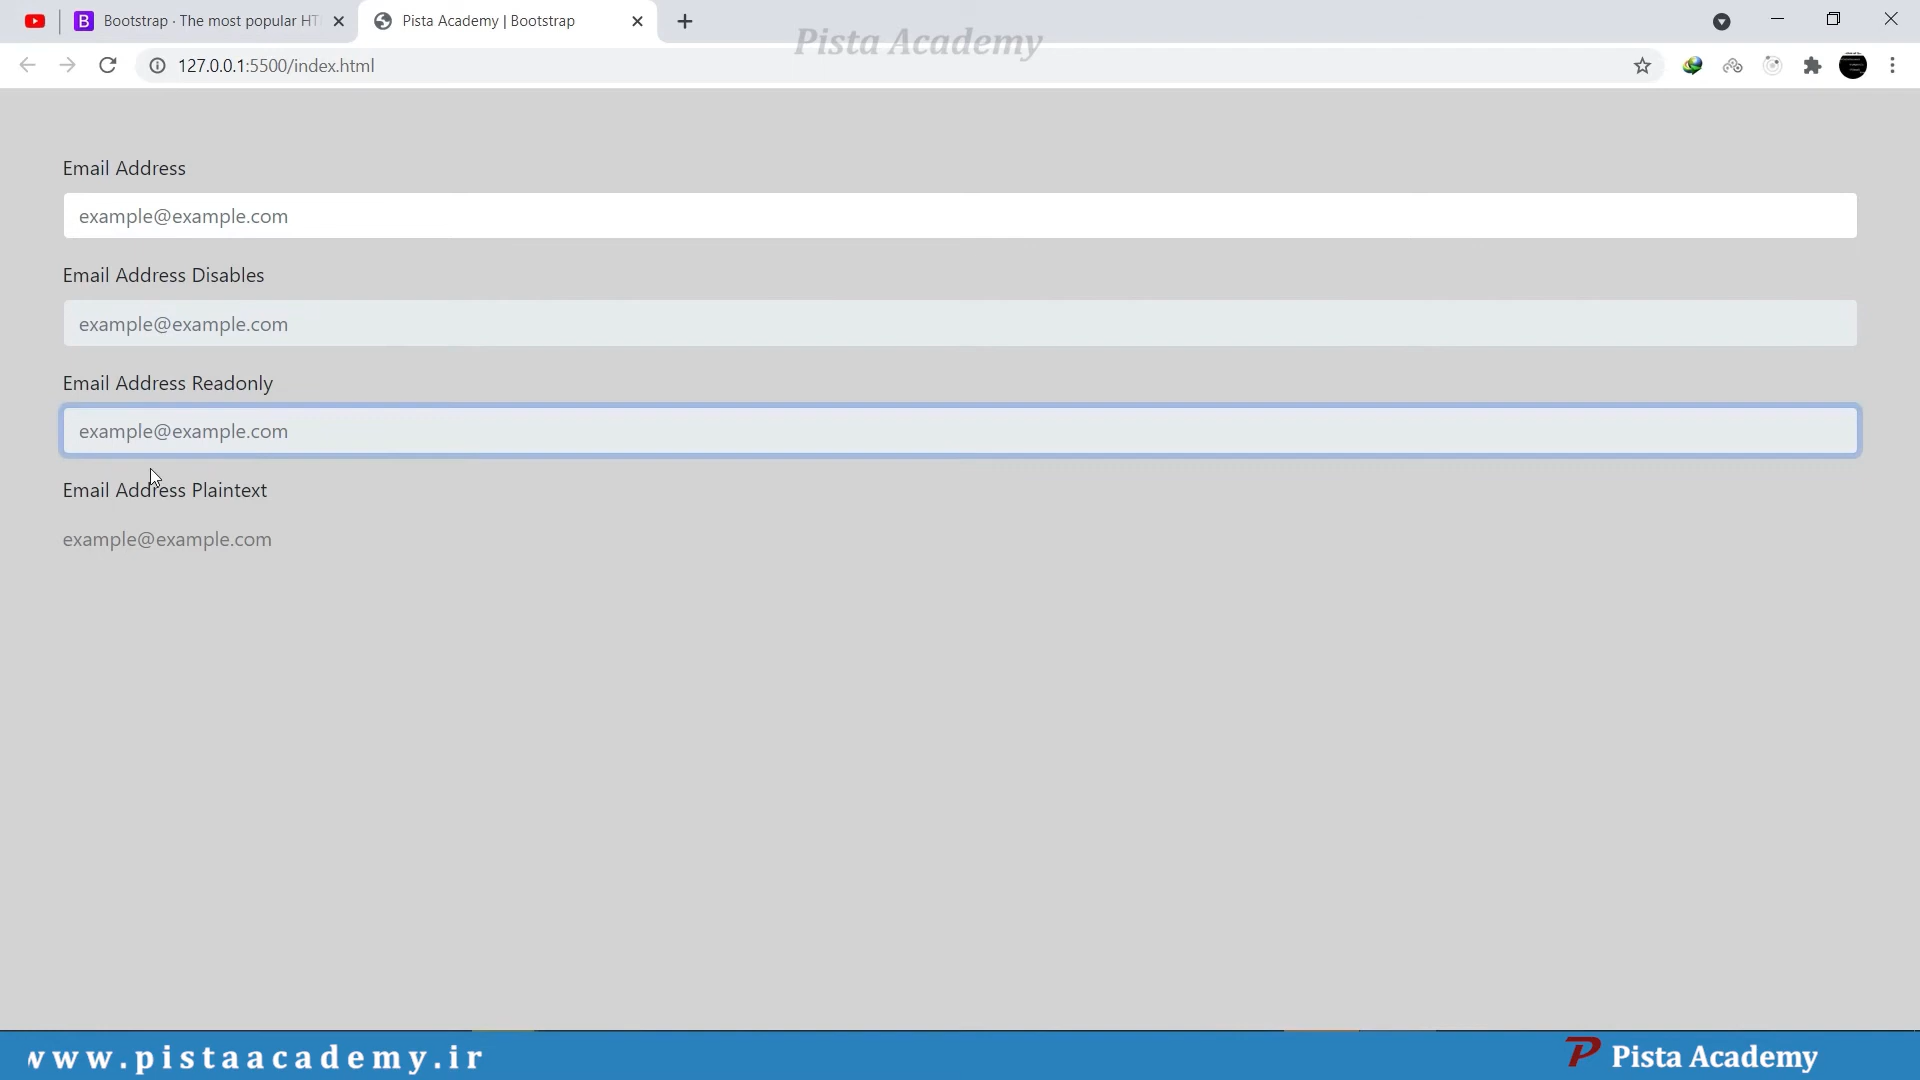 Bootstrap · The most popular HT
Pista Academy | Bootstrap
Pista Academy
127.0.0.1:5500/index.html
Email Address
example@example.com
Email Address Disables
example@example.com
Email Address Readonly
example@example.com
Email Address Plaintext
example@example.com
www.pistaacademy.ir
Pista Academy